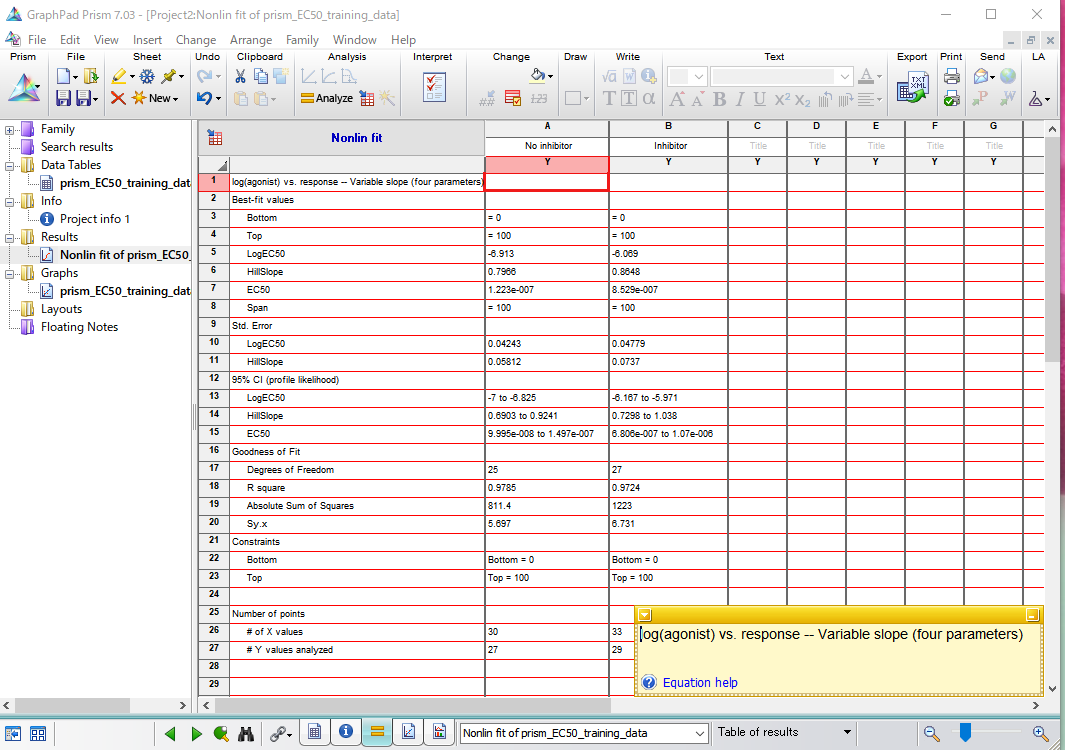 GraphPad Prism 7.03 - [Project2:Nonlin fit of prism_EC50_training_data]
File Edit View Insert Change Arrange Family Window Help
Prism File Sheet Undo Clipboard Analysis Interpret Change Draw Write Text Export Print Send LA
New
Analyze
Family
Search results
Data Tables
prism_EC50_training_dat
Info
Project info 1
Results
Nonlin fit of prism_EC50_
Graphs
prism_EC50_training_dat
Layouts
Floating Notes
Nonlin fit A B C D E F G
No inhibitor Inhibitor Title Title Title Title Title
Y Y Y Y Y Y Y
1 log(agonist) vs. response -- Variable slope (four parameters)
2 Best-fit values
3 Bottom = 0 = 0
4 Top = 100 = 100
5 LogEC50 -6.913 -6.069
6 HillSlope 0.7966 0.8648
7 EC50 1.223e-007 8.529e-007
8 Span = 100 = 100
9 Std. Error
10 LogEC50 0.04243 0.04779
11 HillSlope 0.05812 0.0737
12 95% CI (profile likelihood)
13 LogEC50 -7 to -6.825 -6.167 to -5.971
14 HillSlope 0.6903 to 0.9241 0.7298 to 1.038
15 EC50 9.995e-008 to 1.497e-007 6.806e-007 to 1.07e-006
16 Goodness of Fit
17 Degrees of Freedom 25 27
18 R square 0.9785 0.9724
19 Absolute Sum of Squares 811.4 1223
20 Sy.x 5.697 6.731
21 Constraints
22 Bottom Bottom = 0 Bottom = 0
23 Top Top = 100 Top = 100
24
25 Number of points
26 # of X values 30 33
27 # Y values analyzed 27 29
28
29
log(agonist) vs. response -- Variable slope (four parameters)
Equation help
Nonlin fit of prism_EC50_training_data Table of results